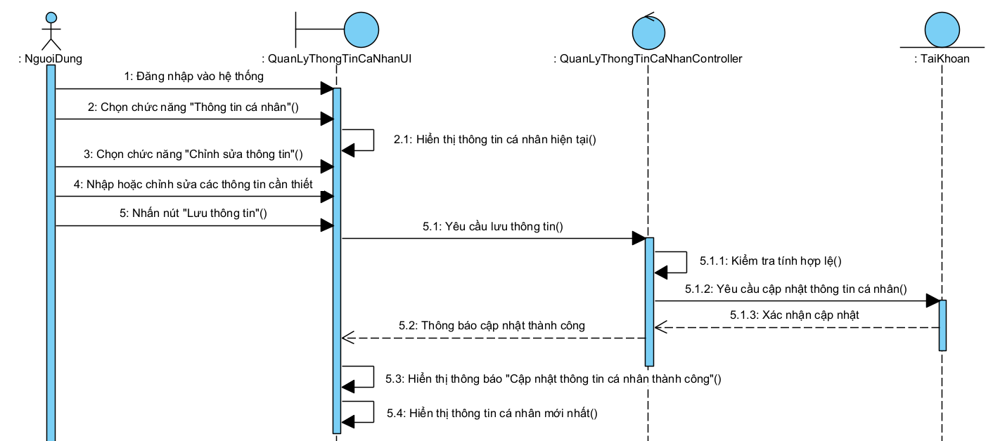 : NguoiDung
: QuanLyThongTinCaNhanUI
: QuanLyThongTinCaNhanController
: TaiKhoan
1: Đăng nhập vào hệ thống
2: Chọn chức năng "Thông tin cá nhân"()
2.1: Hiển thị thông tin cá nhân hiện tại()
3: Chọn chức năng "Chỉnh sửa thông tin"()
4: Nhập hoặc chỉnh sửa các thông tin cần thiết
5: Nhấn nút "Lưu thông tin"()
5.1: Yêu cầu lưu thông tin()
5.1.1: Kiểm tra tính hợp lệ()
5.1.2: Yêu cầu cập nhật thông tin cá nhân()
5.1.3: Xác nhận cập nhật
5.2: Thông báo cập nhật thành công
5.3: Hiển thị thông báo "Cập nhật thông tin cá nhân thành công"()
5.4: Hiển thị thông tin cá nhân mới nhất()